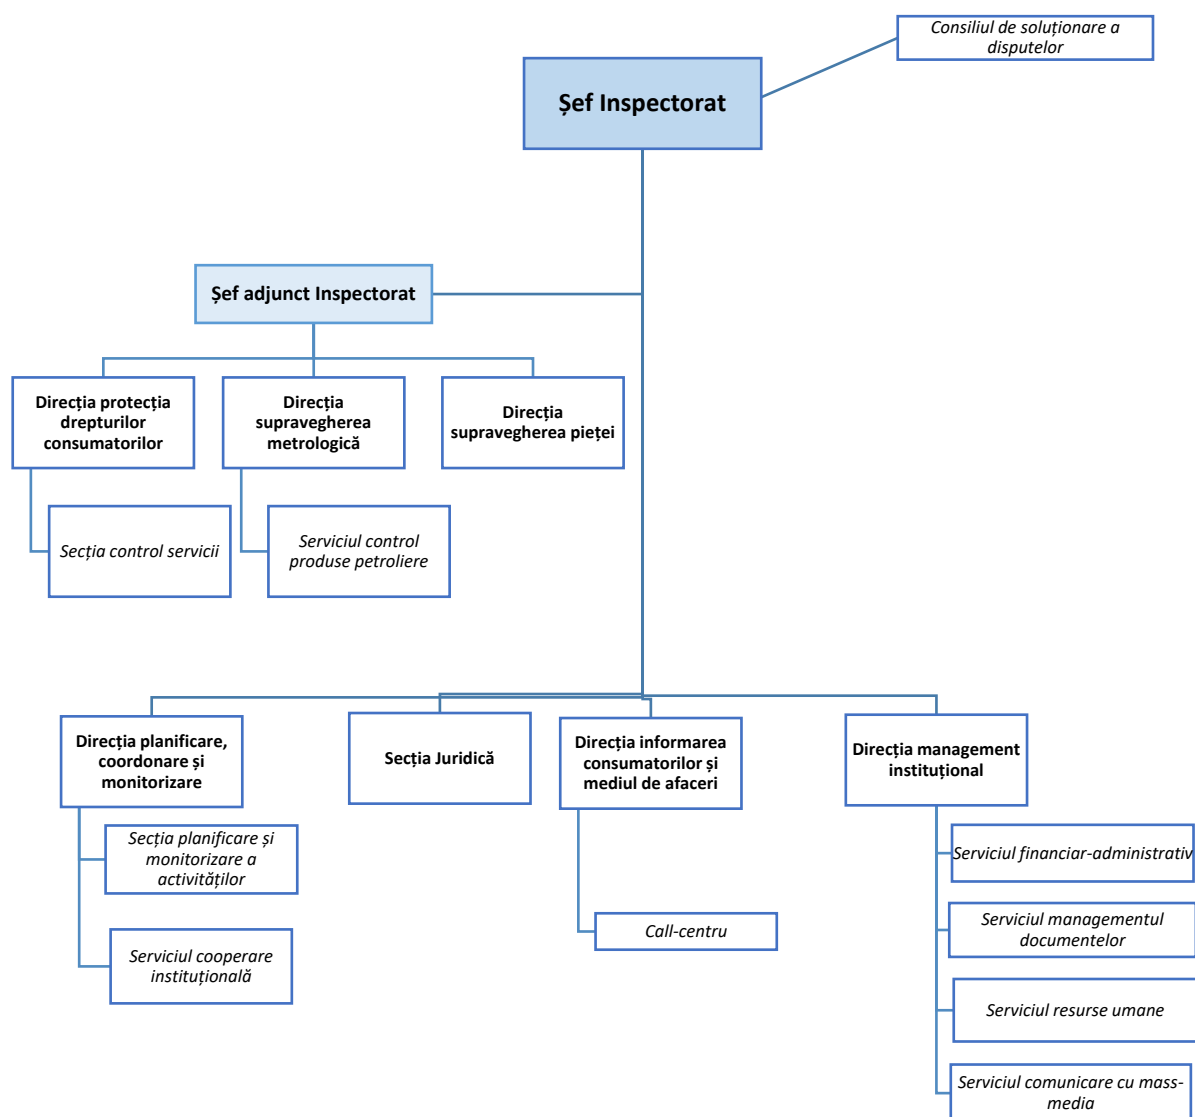 Consiliul de soluționare a
disputelor
Șef Inspectorat
Șef adjunct Inspectorat
Direcția protecția
drepturilor
consumatorilor
Direcția
supravegherea
metrologică
Direcția
supravegherea pieței
Secția control servicii
Serviciul control
produse petroliere
Direcția planificare,
coordonare și
monitorizare
Secția Juridică
Direcția informarea
consumatorilor și
mediul de afaceri
Direcția management
instituțional
Secția planificare și
monitorizare a
activităților
Serviciul cooperare
instituțională
Call-centru
Serviciul financiar-administrativ
Serviciul managementul
documentelor
Serviciul resurse umane
Serviciul comunicare cu mass-
media